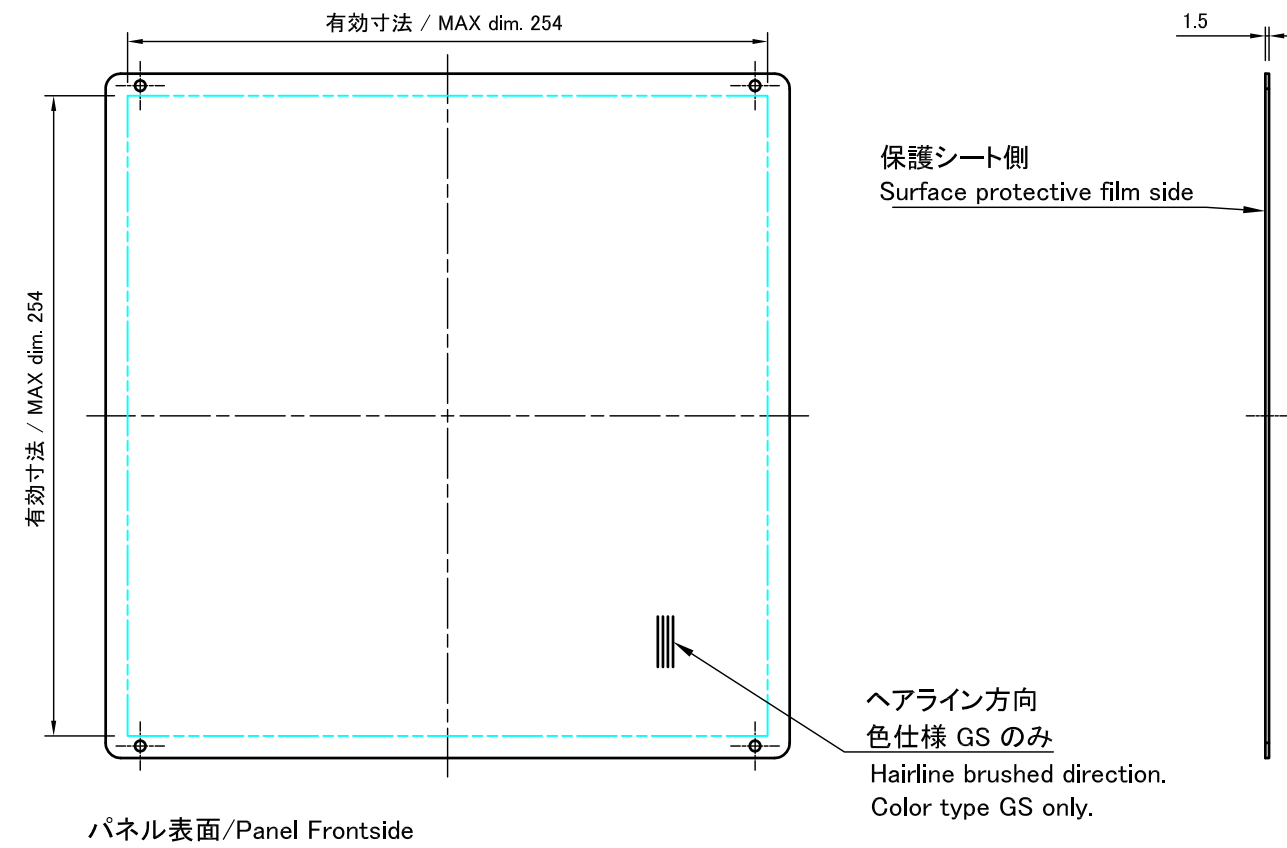 有効寸法 / MAX dim. 254
1.5
保護シート側
Surface protective film side
有効寸法 / MAX dim. 254
ヘアライン方向
色仕様 GS のみ
Hairline brushed direction.
Color type GS only.
パネル表面/Panel Frontside